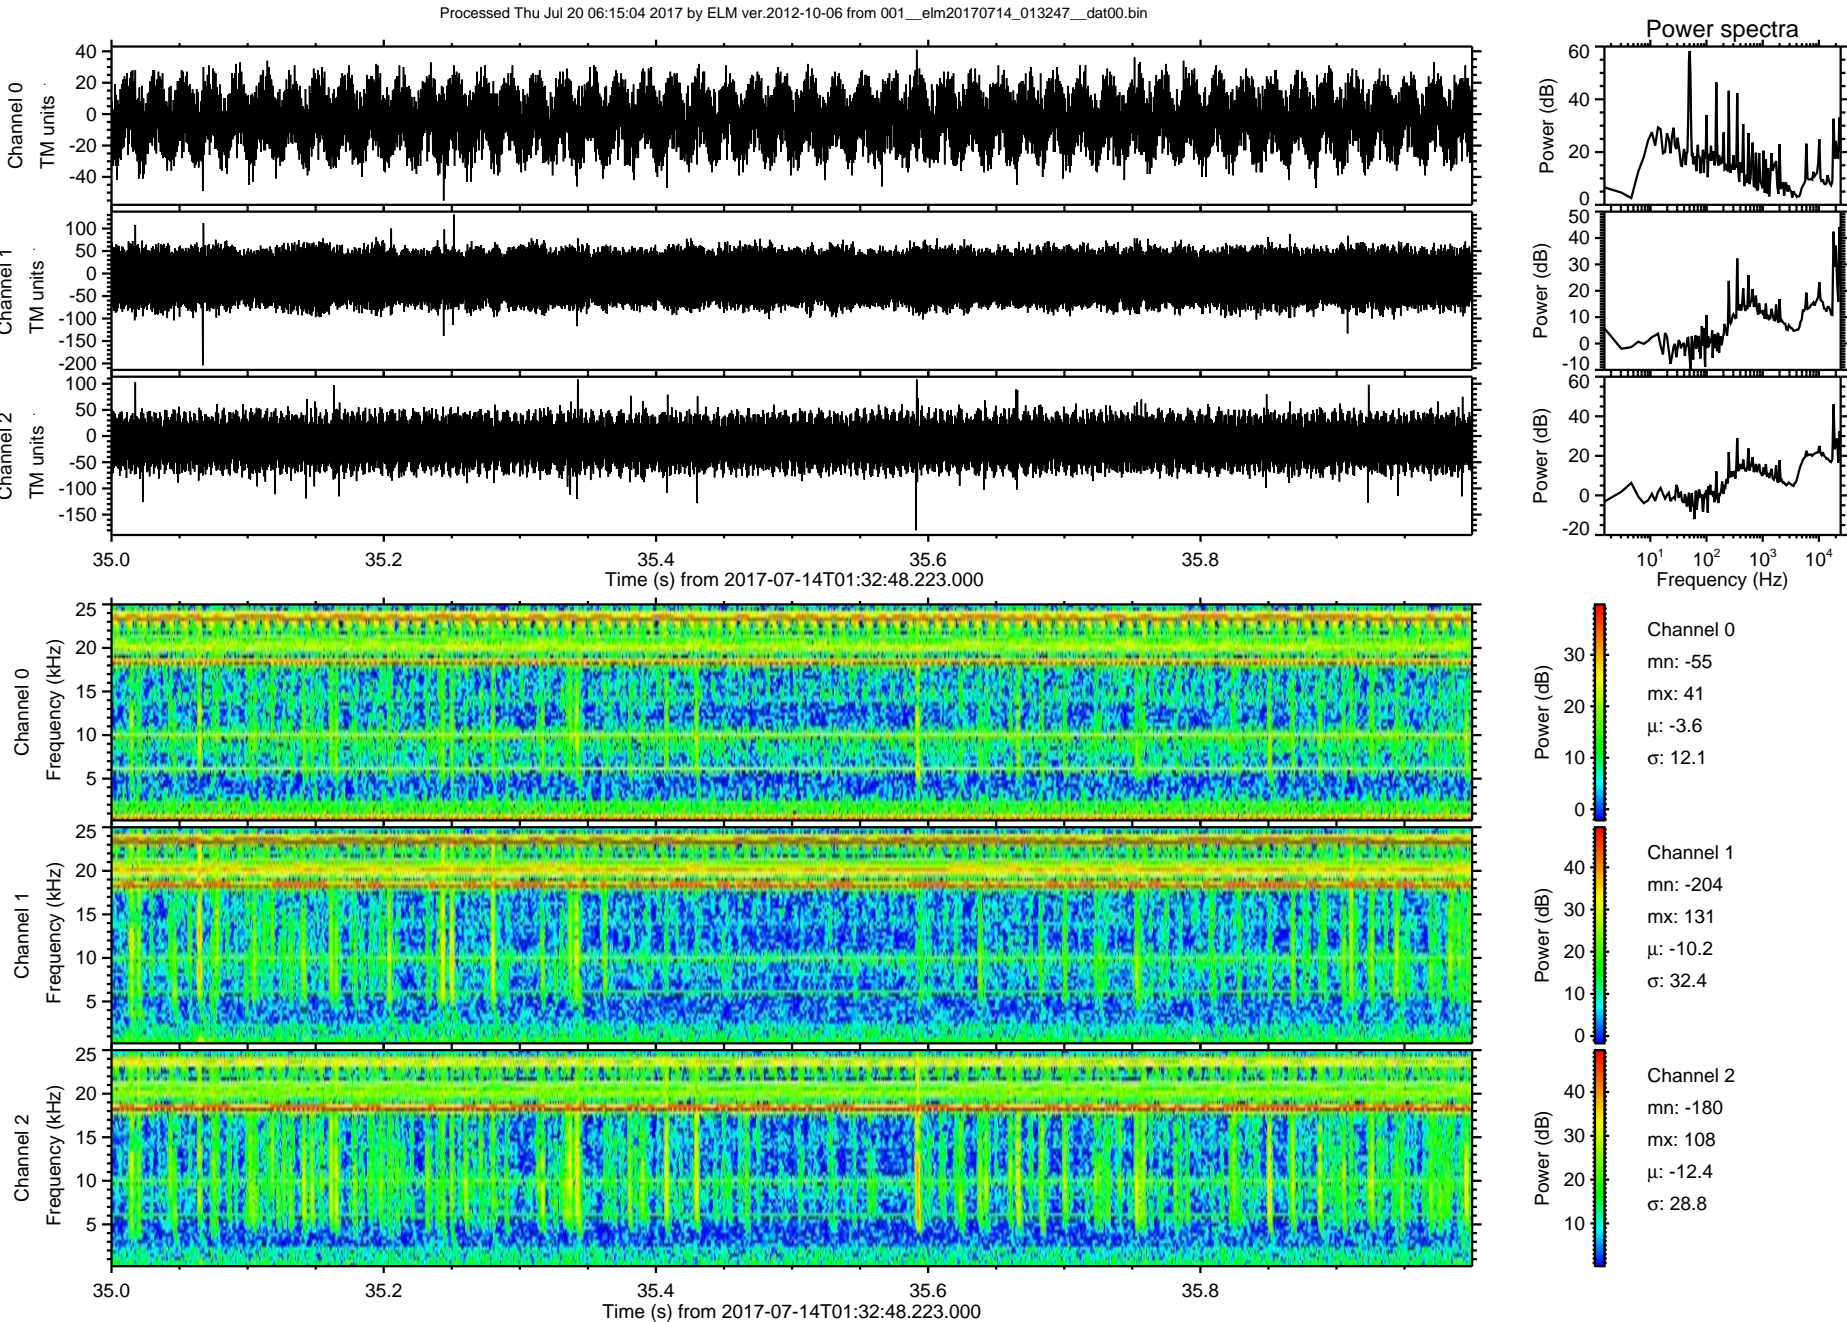 Processed Thu Jul 20 06:15:04 2017 by ELM ver.2012-10-06 from 001__elm20170714_013247__dat00.bin
Power spectra
Channel 0
TM units
40
20
0
-20
-40
Power (dB)
60
40
20
0
Channel 1
TM units
100
50
0
-50
-100
-150
-200
Power (dB)
50
40
30
20
10
0
-10
Channel 2
TM units
100
50
0
-50
-100
-150
Power (dB)
60
40
20
0
-20
35.0 35.2 35.4 35.6 35.8
Time (s) from 2017-07-14T01:32:48.223.000
10^1 10^2 10^3 10^4
Frequency (Hz)
Channel 0
Frequency (kHz)
25
20
15
10
5
Power (dB)
30
20
10
0
Channel 0
mn: -55
mx: 41
μ: -3.6
σ: 12.1
Channel 1
Frequency (kHz)
25
20
15
10
5
Power (dB)
40
30
20
10
0
Channel 1
mn: -204
mx: 131
μ: -10.2
σ: 32.4
Channel 2
Frequency (kHz)
25
20
15
10
5
Power (dB)
40
30
20
10
Channel 2
mn: -180
mx: 108
μ: -12.4
σ: 28.8
35.0 35.2 35.4 35.6 35.8
Time (s) from 2017-07-14T01:32:48.223.000